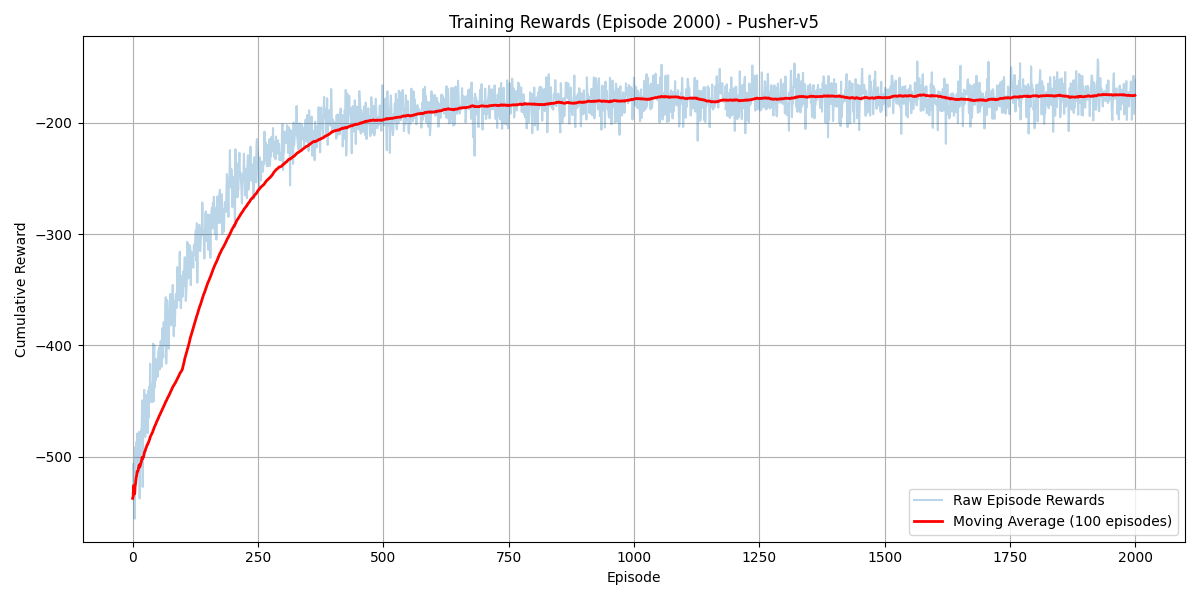 Training Rewards (Episode 2000) - Pusher-v5
Cumulative Reward
−200
−300
−400
−500
0 250 500 750 1000 1250 1500 1750 2000
Episode
Raw Episode Rewards
Moving Average (100 episodes)